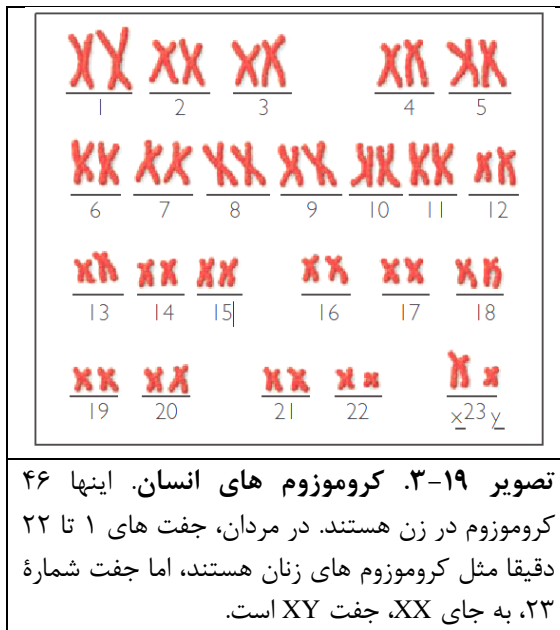 1 2 3 4 5
6 7 8 9 10 11 12
13 14 15 16 17 18
19 20 21 22 x23y
تصویر ۱۹-۳. کروموزوم های انسان. اینها ۴۶
کروموزوم در زن هستند. در مردان، جفت های ۱ تا ۲۲
دقیقا مثل کروموزوم های زنان هستند، اما جفت شمارۀ
۲۳، به جای XX، جفت XY است.